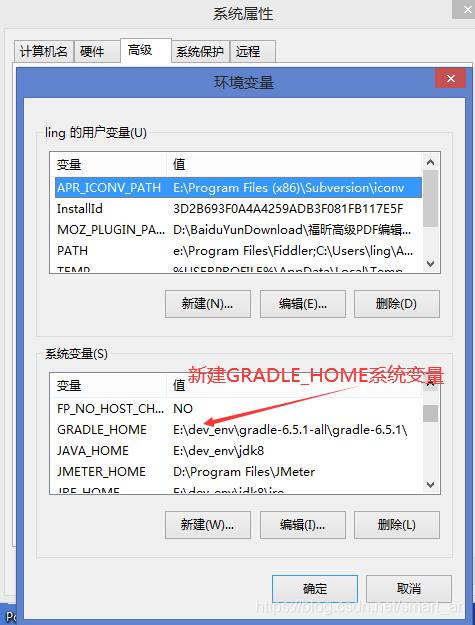 系统属性
计算机名 硬件 高级 系统保护 远程
环境变量
ling 的用户变量(U)
变量 值
APR_ICONV_PATH E:\Program Files (x86)\Subversion\iconv
InstallId 3D2B693F0A4A4259ADB3F081FB117E5F
MOZ_PLUGIN_PA... D:\BaiduYunDownload\福昕高级PDF编辑...
PATH e:\Program Files\Fiddler;C:\Users\ling\A...
TEMP %USERPROFILE%\AppData\Local\Temp
新建(N)... 编辑(E)... 删除(D)
系统变量(S)
新建GRADLE_HOME系统变量
变量 值
FP_NO_HOST_CH... NO
GRADLE_HOME E:\dev_env\gradle-6.5.1-all\gradle-6.5.1\
JAVA_HOME E:\dev_env\jdk8
JMETER_HOME D:\Program Files\JMeter
JRE_HOME E:\dev_env\jdk8\jre
新建(W)... 编辑(I)... 删除(L)
确定 取消
https://blog.csdn.net/smart_an